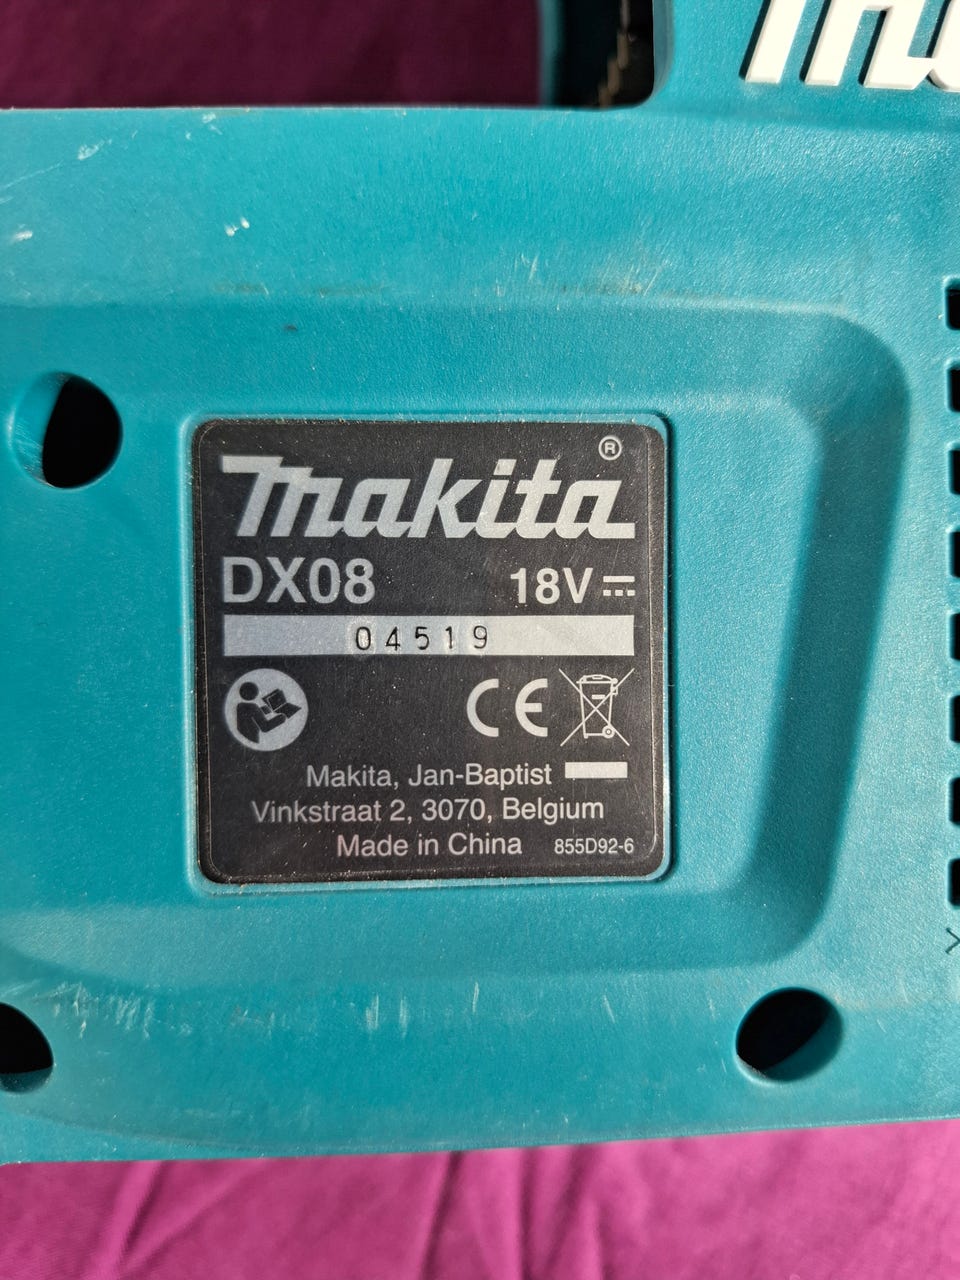 makita®
DX08 18V
04519
CE
Makita, Jan-Baptist
Vinkstraat 2, 3070, Belgium
Made in China 855D92-6